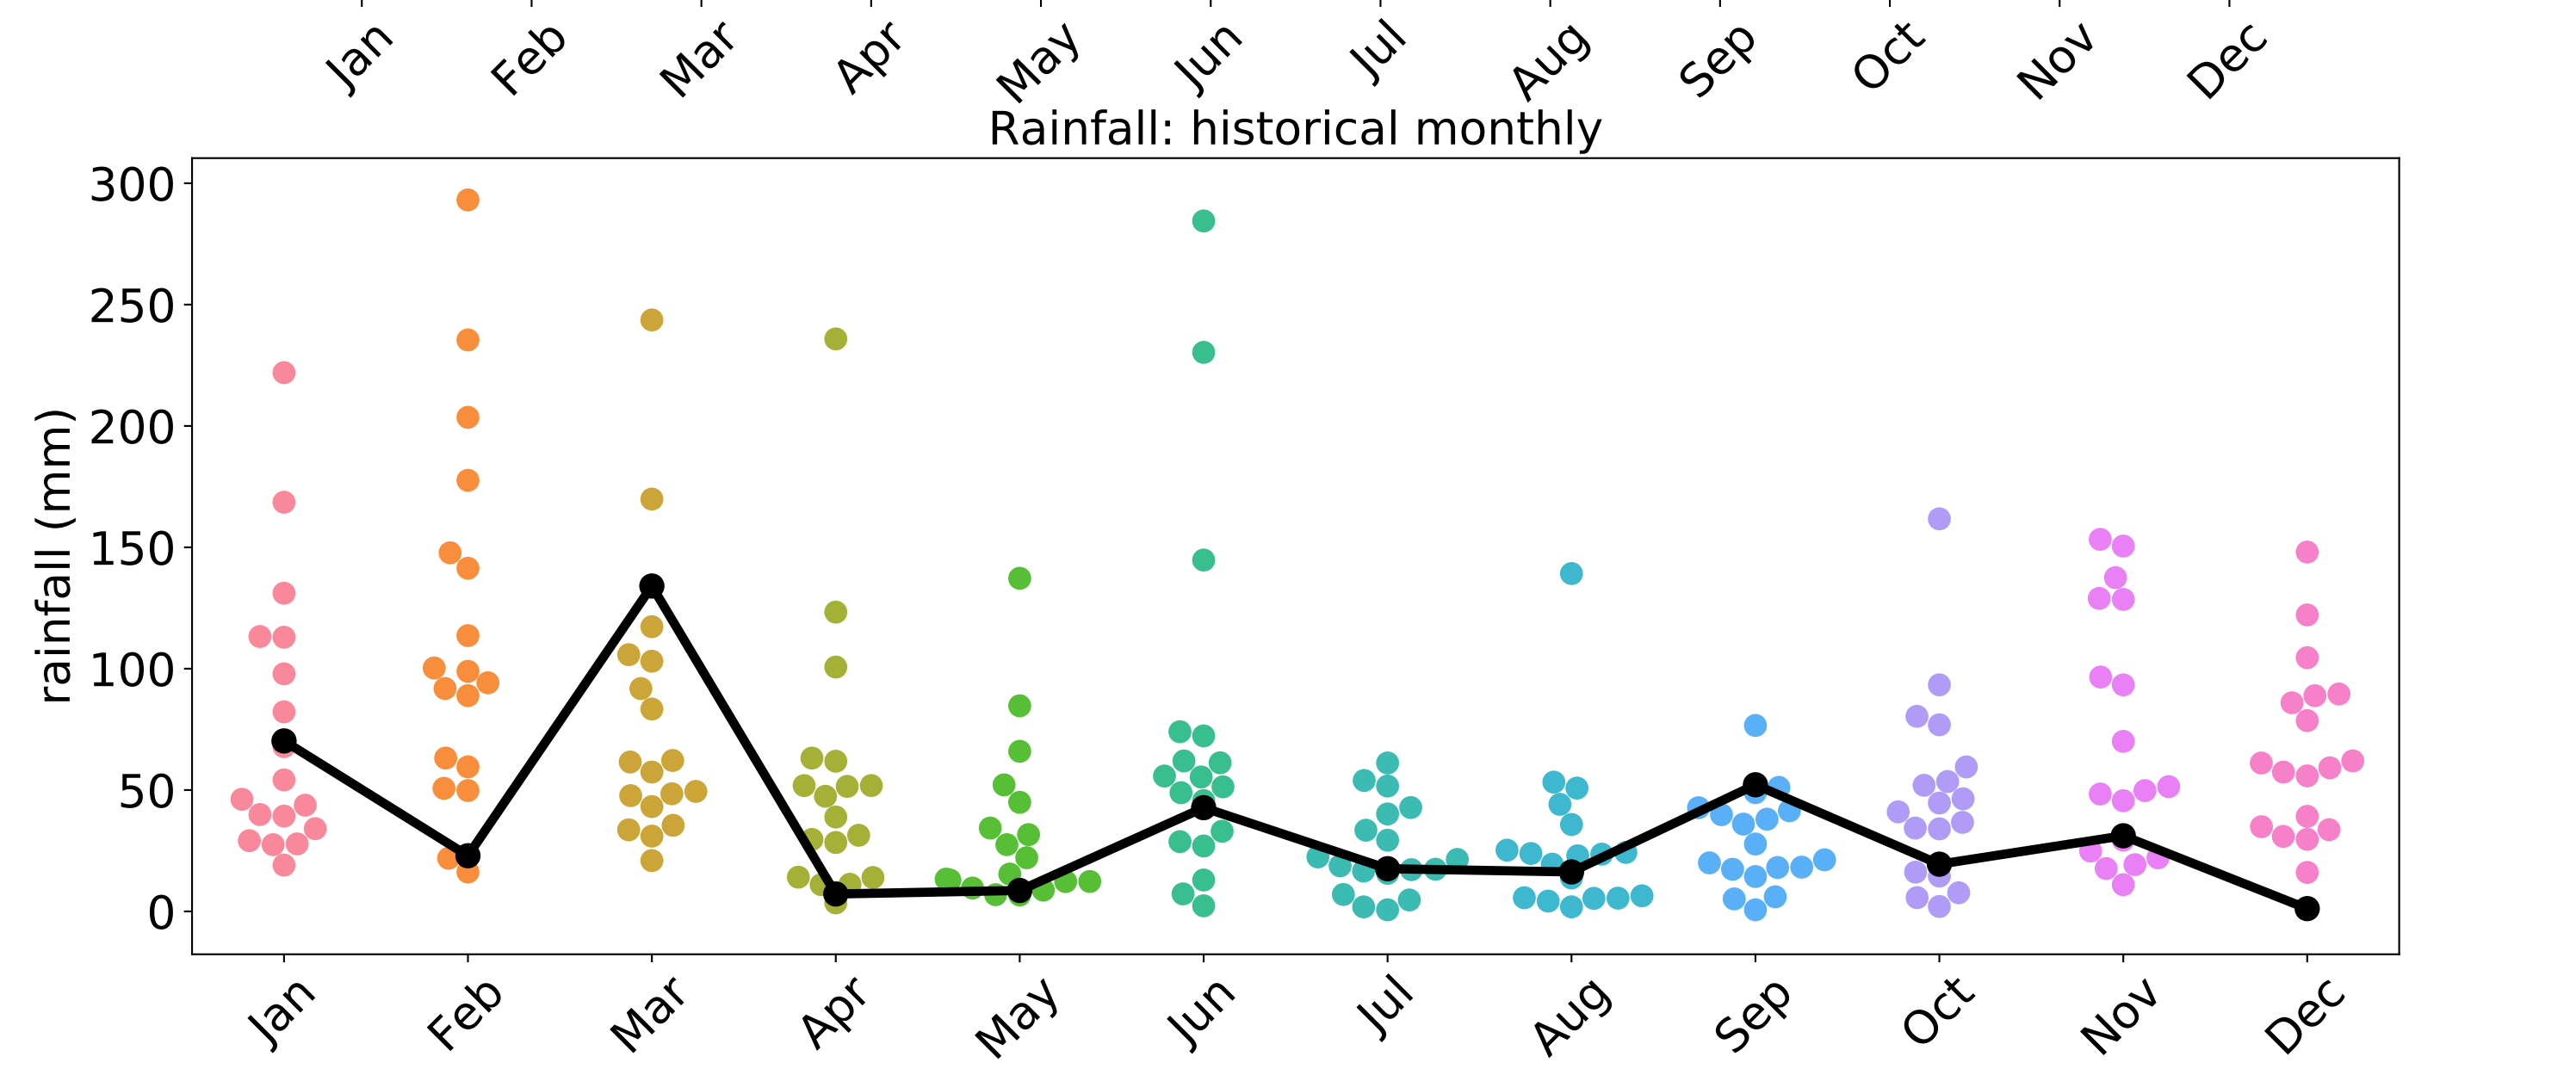 Jan Feb Mar Apr May Jun Jul Aug Sep Oct Nov Dec
Rainfall: historical monthly
300
250
200
150
100
50
0
rainfall (mm)
Jan Feb Mar Apr May Jun Jul Aug Sep Oct Nov Dec